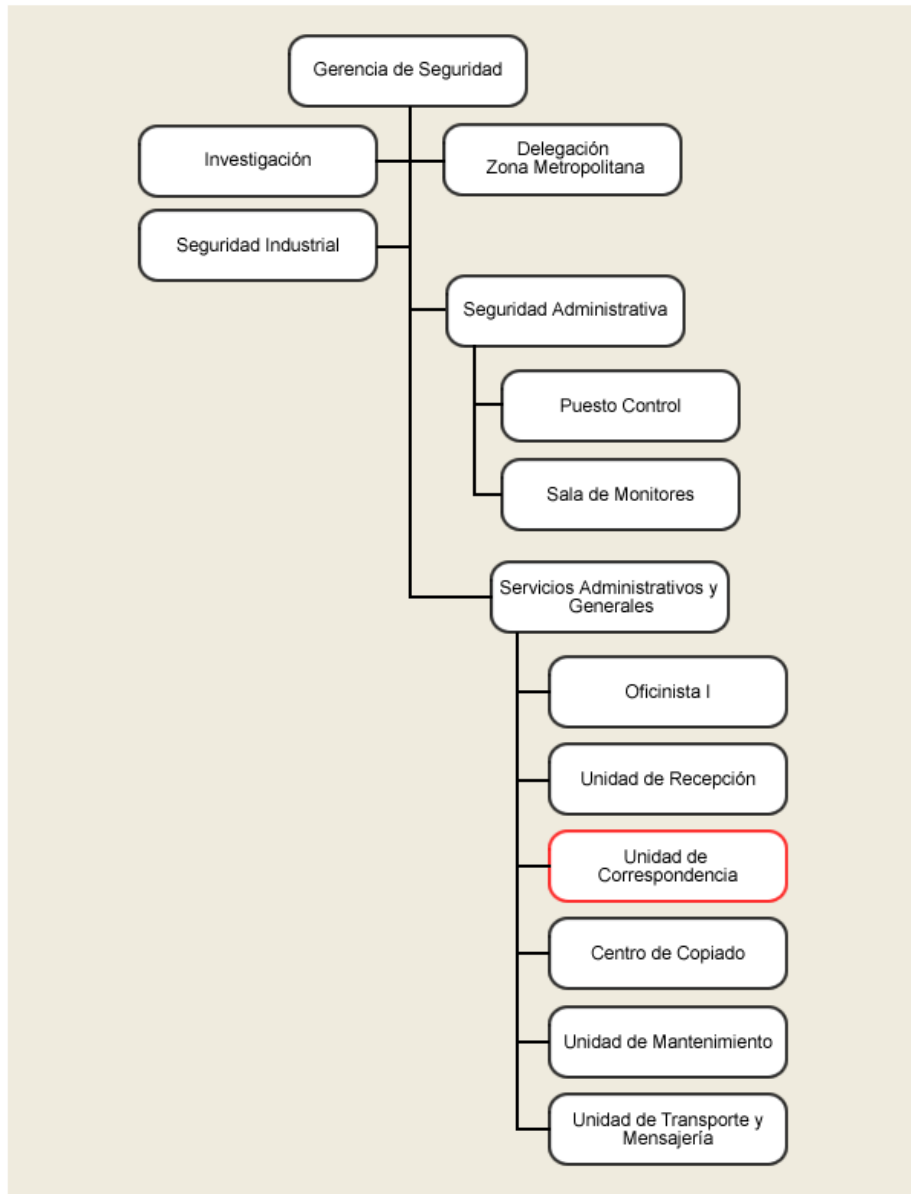 Gerencia de Seguridad
Investigación
Delegación
Zona Metropolitana
Seguridad Industrial
Seguridad Administrativa
Puesto Control
Sala de Monitores
Servicios Administrativos y
Generales
Oficinista I
Unidad de Recepción
Unidad de
Correspondencia
Centro de Copiado
Unidad de Mantenimiento
Unidad de Transporte y
Mensajería